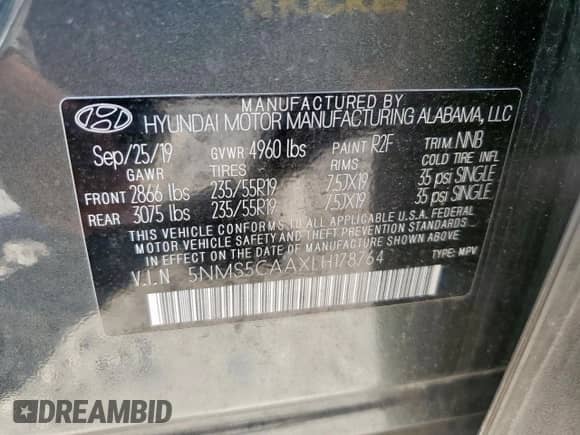 KICKER
MANUFACTURED BY
HYUNDAI MOTOR MANUFACTURING ALABAMA, LLC
Sep/25/19 GVWR 4960 lbs PAINT R2F TRIM NNB
GAWR TIRES RIMS COLD TIRE INFL
FRONT 2866 lbs 235/55R19 7.5JX19 35 psi SINGLE
REAR 3075 lbs 235/55R19 7.5JX19 35 psi SINGLE
THIS VEHICLE CONFORMS TO ALL APPLICABLE U.S.A. FEDERAL
MOTOR VEHICLE SAFETY AND THEFT PREVENTION STANDARDS
IN EFFECT ON THE DATE OF MANUFACTURE SHOWN ABOVE.
V.I.N 5NMS5CAAXLH178764 TYPE: MPV
DREAMBID